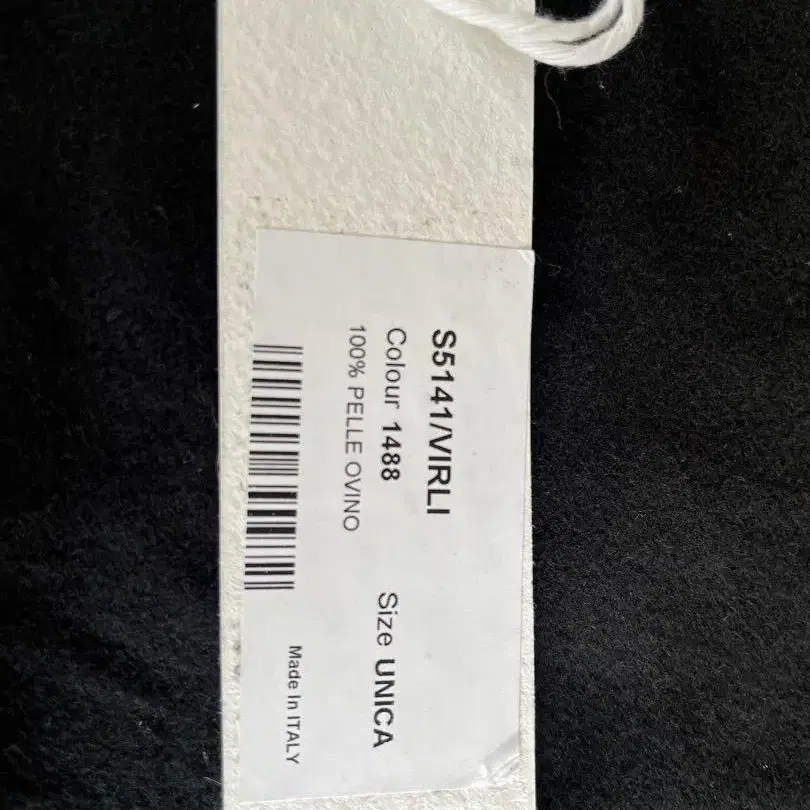 S5141/VIRLI
Colour 1488 Size UNICA
100% PELLE OVINO
Made In ITALY